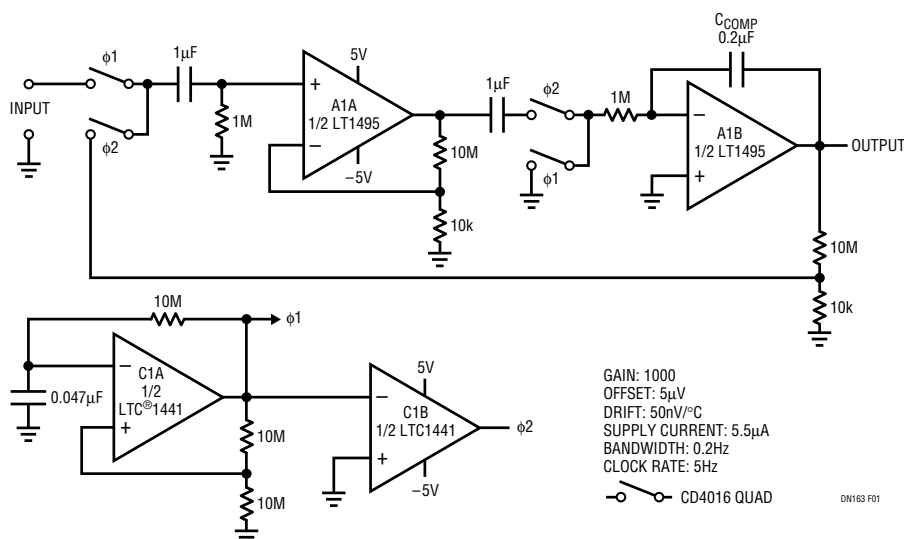 ϕ1
1µF
INPUT
ϕ2
1M
5V
+
A1A
1/2 LT1495
−
−5V
10M
10k
1µF
ϕ2
ϕ1
1M
CCOMP
0.2µF
−
A1B
1/2 LT1495
+
OUTPUT
10M
10k
10M
ϕ1
−
C1A
1/2
LTC®1441
+
0.047µF
10M
10M
5V
−
C1B
1/2 LTC1441
+
−5V
ϕ2
GAIN: 1000
OFFSET: 5µV
DRIFT: 50nV/°C
SUPPLY CURRENT: 5.5µA
BANDWIDTH: 0.2Hz
CLOCK RATE: 5Hz
CD4016 QUAD
DN163 F01